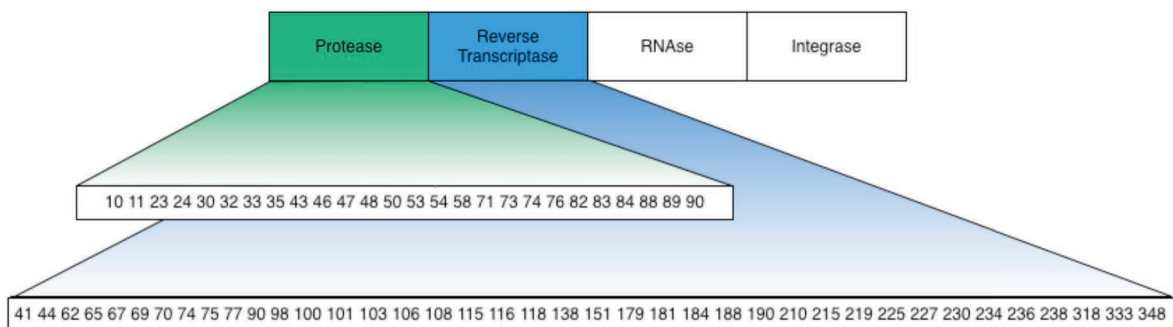 Protease
Reverse
Transcriptase
RNAse
Integrase
10 11 23 24 30 32 33 35 43 46 47 48 50 53 54 58 71 73 74 76 82 83 84 88 89 90
41 44 62 65 67 69 70 74 75 77 90 98 100 101 103 106 108 115 116 118 138 151 179 181 184 188 190 210 215 219 225 227 230 234 236 238 318 333 348